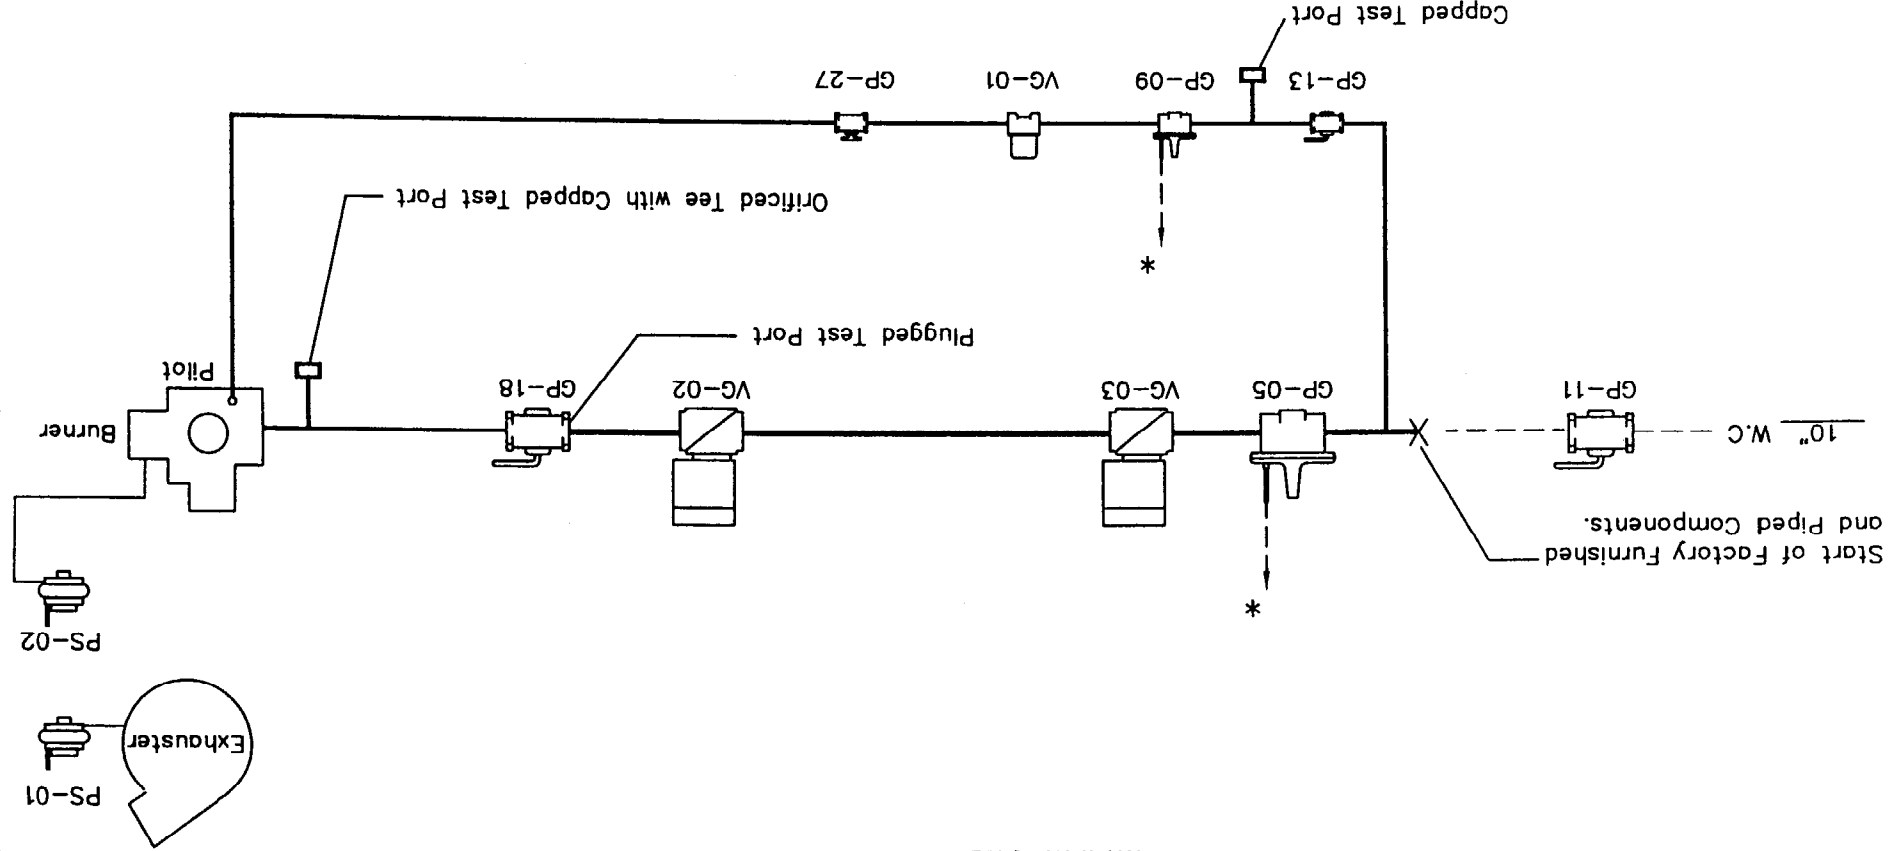 PS-01
Exhauster
PS-02
*
Start of Factory Furnished
and Piped Components.
10" W.C
GP-11
GP-05
VG-03
VG-02
GP-18
Burner
Pilot
Plugged Test Port
*
Orificed Tee with Capped Test Port
GP-13
GP-09
VG-01
GP-27
Capped Test Port